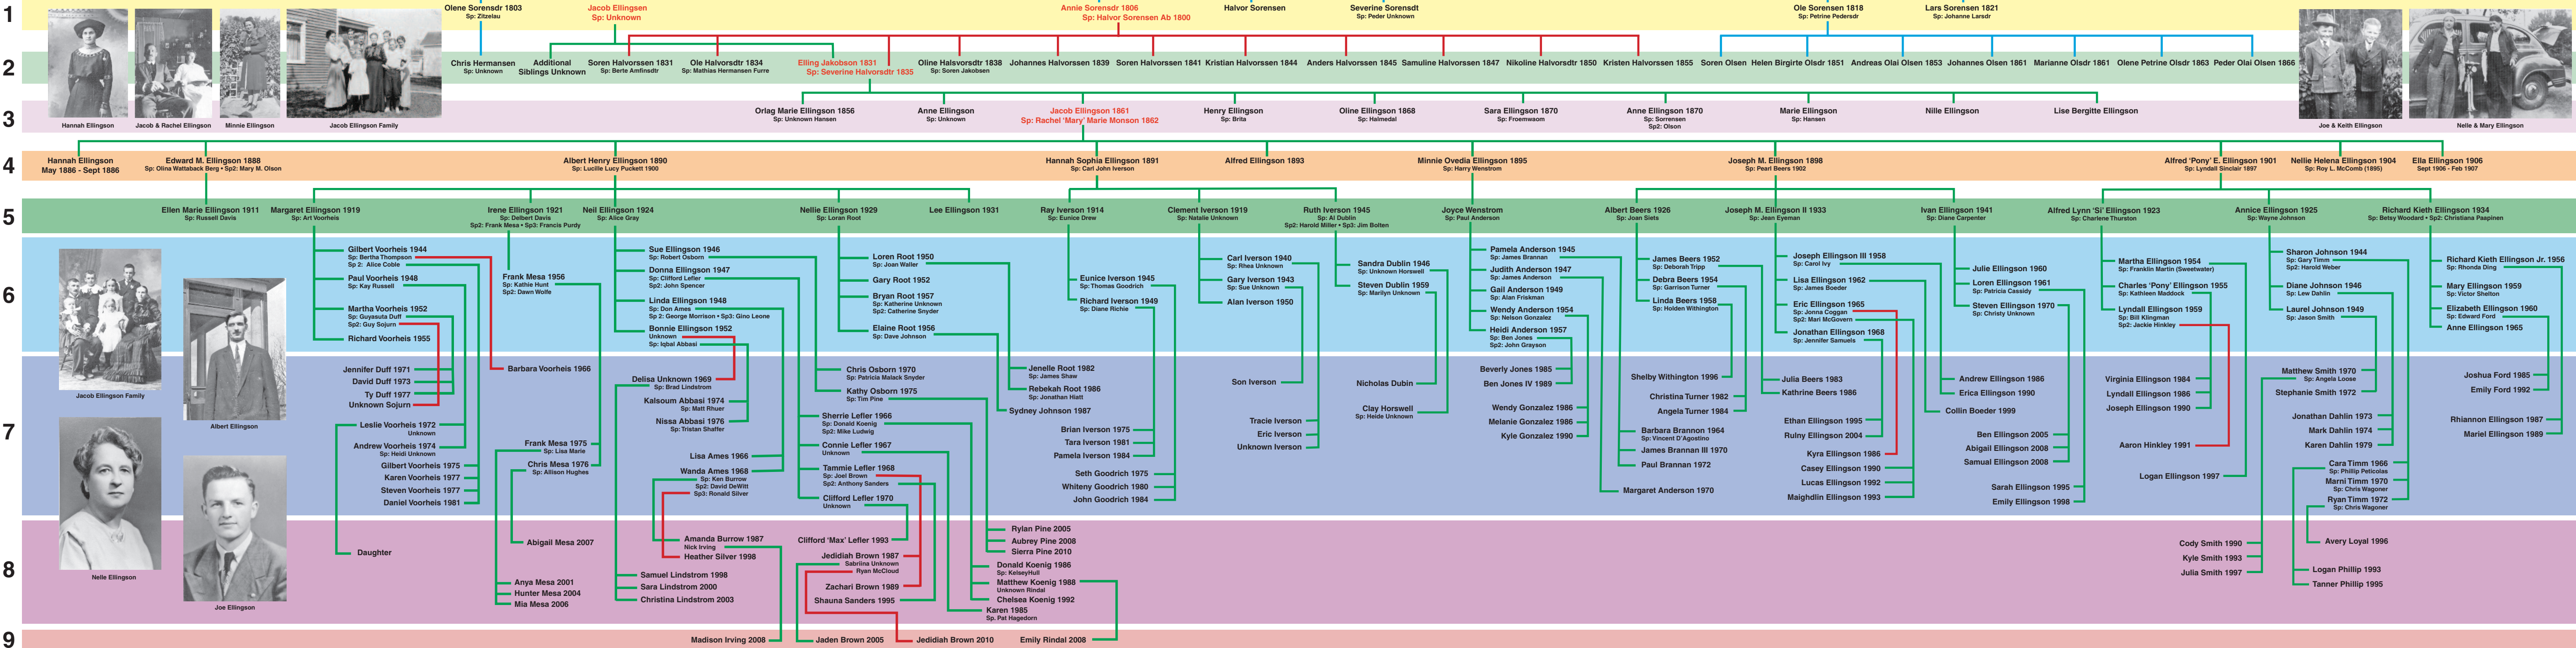 1
Olene Sorensdr 1803
Sp: Zitzelau
Jacob Ellingsen
Sp: Unknown
Annie Sorensdr 1806
Sp: Halvor Sorensen Ab 1800
Halvor Sorensen
Severine Sorensdt
Sp: Peder Unknown
Ole Sorensen 1818
Sp: Petrine Pedersdr
Lars Sorensen 1821
Sp: Johanne Larsdr
2
Chris Hermansen
Sp: Unknown
Additional
Siblings Unknown
Soren Halvorssen 1831
Sp: Berte Amfinsdtr
Ole Halvorsdtr 1834
Sp: Mathias Hermansen Furre
Elling Jakobson 1831
Sp: Severine Halvorsdtr 1835
Oline Halsvorsdtr 1838
Sp: Soren Jakobsen
Johannes Halvorssen 1839
Soren Halvorssen 1841
Kristian Halvorssen 1844
Anders Halvorssen 1845
Samuline Halvorssen 1847
Nikoline Halvorsdtr 1850
Kristen Halvorssen 1855
Soren Olsen
Helen Birgirte Olsdr 1851
Andreas Olai Olsen 1853
Johannes Olsen 1861
Marianne Olsdr 1861
Olene Petrine Olsdr 1863
Peder Olai Olsen 1866
3
Hannah Ellingson
Jacob & Rachel Ellingson
Minnie Ellingson
Jacob Ellingson Family
Orlag Marie Ellingson 1856
Sp: Unknown Hansen
Anne Ellingson
Sp: Unknown
Jacob Ellingson 1861
Sp: Rachel 'Mary' Marie Monson 1862
Henry Ellingson
Sp: Brita
Oline Ellingson 1868
Sp: Halmedal
Sara Ellingson 1870
Sp: Froemwaom
Anne Ellingson 1870
Sp: Sorrensen
Sp2: Olson
Marie Ellingson
Sp: Hansen
Nille Ellingson
Lise Bergitte Ellingson
Joe & Keith Ellingson
Nelle & Mary Ellingson
4
Hannah Ellingson
May 1886 - Sept 1886
Edward M. Ellingson 1888
Sp: Olina Wattaback Berg • Sp2: Mary M. Olson
Albert Henry Ellingson 1890
Sp: Lucille Lucy Puckett 1900
Hannah Sophia Ellingson 1891
Sp: Carl John Iverson
Alfred Ellingson 1893
Minnie Ovedia Ellingson 1895
Sp: Harry Wenstrom
Joseph M. Ellingson 1898
Sp: Pearl Beers 1902
Alfred 'Pony' E. Ellingson 1901
Sp: Lyndall Sinclair 1897
Nellie Helena Ellingson 1904
Sp: Roy L. McComb (1895)
Ella Ellingson 1906
Sept 1906 - Feb 1907
5
Ellen Marie Ellingson 1911
Sp: Russell Davis
Margaret Ellingson 1919
Sp: Art Voorheis
Irene Ellingson 1921
Sp: Delbert Davis
Sp2: Frank Mesa • Sp3: Francis Purdy
Neil Ellingson 1924
Sp: Alice Gray
Nellie Ellingson 1929
Sp: Loran Root
Lee Ellingson 1931
Ray Iverson 1914
Sp: Eunice Drew
Clement Iverson 1919
Sp: Natalie Unknown
Ruth Iverson 1945
Sp: Al Dublin
Sp2: Harold Miller • Sp3: Jim Bolten
Joyce Wenstrom
Sp: Paul Anderson
Albert Beers 1926
Sp: Joan Siets
Joseph M. Ellingson II 1933
Sp: Jean Eyeman
Ivan Ellingson 1941
Sp: Diane Carpenter
Alfred Lynn 'Si' Ellingson 1923
Sp: Charlene Thurston
Annice Ellingson 1925
Sp: Wayne Johnson
Richard Kieth Ellingson 1934
Sp: Betsy Woodard • Sp2: Christiana Paspinen
6
Jacob Ellingson Family
Albert Ellingson
Gilbert Voorheis 1944
Sp: Bertha Thompson
Sp 2: Alice Coble
Paul Voorheis 1948
Sp: Kay Russell
Martha Voorheis 1952
Sp: Guyasuta Duff
Sp2: Guy Sojurn
Richard Voorheis 1955
Frank Mesa 1956
Sp: Kathie Hunt
Sp2: Dawn Wolfe
Sue Ellingson 1946
Sp: Robert Osborn
Donna Ellingson 1947
Sp: Clifford Lefler
Sp2: John Spencer
Linda Ellingson 1948
Sp: Don Ames
Sp 2: George Morrison • Sp3: Gino Leone
Bonnie Ellingson 1952
Unknown
Sp: Iqbal Abbasi
Loren Root 1950
Sp: Joan Waller
Gary Root 1952
Bryan Root 1957
Sp: Katherine Unknown
Sp2: Catherine Snyder
Elaine Root 1956
Sp: Dave Johnson
Eunice Iverson 1945
Sp: Thomas Goodrich
Richard Iverson 1949
Sp: Diane Richie
Carl Iverson 1940
Sp: Rhea Unknown
Gary Iverson 1943
Sp: Sue Unknown
Alan Iverson 1950
Sandra Dublin 1946
Sp: Unknown Horswell
Steven Dublin 1959
Sp: Marilyn Unknown
Pamela Anderson 1945
Sp: James Brannan
Judith Anderson 1947
Sp: James Anderson
Gail Anderson 1949
Sp: Alan Friskman
Wendy Anderson 1954
Sp: Nelson Gonzalez
Heidi Anderson 1957
Sp: Ben Jones
Sp2: John Grayson
James Beers 1952
Sp: Deborah Tripp
Debra Beers 1954
Sp: Garrison Turner
Linda Beers 1958
Sp: Holden Withington
Joseph Ellingson III 1958
Sp: Carol Ivy
Lisa Ellingson 1962
Sp: James Boeder
Eric Ellingson 1965
Sp: Jonna Coggan
Sp2: Mari McGovern
Jonathan Ellingson 1968
Sp: Jennifer Samuels
Julie Ellingson 1960
Loren Ellingson 1961
Sp: Patricia Cassidy
Steven Ellingson 1970
Sp: Christy Unknown
Martha Ellingson 1954
Sp: Franklin Martin (Sweetwater)
Charles 'Pony' Ellingson 1955
Sp: Kathleen Maddock
Lyndall Ellingson 1959
Sp: Bill Klingman
Sp2: Jackie Hinkley
Sharon Johnson 1944
Sp: Gary Timm
Sp2: Harold Weber
Diane Johnson 1946
Sp: Lew Dahlin
Laurel Johnson 1949
Sp: Jason Smith
Richard Kieth Ellingson Jr. 1956
Sp: Rhonda Ding
Mary Ellingson 1959
Sp: Victor Shelton
Elizabeth Ellingson 1960
Sp: Edward Ford
Anne Ellingson 1965
7
Nelle Ellingson
Joe Ellingson
Jennifer Duff 1971
David Duff 1973
Ty Duff 1977
Unknown Sojurn
Leslie Voorheis 1972
Unknown
Andrew Voorheis 1974
Sp: Heidi Unknown
Gilbert Voorheis 1975
Karen Voorheis 1977
Steven Voorheis 1977
Daniel Voorheis 1981
Barbara Voorheis 1966
Frank Mesa 1975
Sp: Lisa Marie
Chris Mesa 1976
Sp: Allison Hughes
Delisa Unknown 1969
Sp: Brad Lindstrom
Kalsoum Abbasi 1974
Sp: Matt Rhuer
Nissa Abbasi 1976
Sp: Tristan Shaffer
Lisa Ames 1966
Wanda Ames 1968
Sp: Ken Burrow
Sp2: David DeWitt
Sp3: Ronald Silver
Chris Osborn 1970
Sp: Patricia Malack Snyder
Kathy Osborn 1975
Sp: Tim Pine
Sherrie Lefler 1966
Sp: Donald Koenig
Sp2: Mike Ludwig
Connie Lefler 1967
Unknown
Tammie Lefler 1968
Sp: Joel Brown
Sp2: Anthony Sanders
Clifford Lefler 1970
Unknown
Jenelle Root 1982
Sp: James Shaw
Rebekah Root 1986
Sp: Jonathan Hiatt
Sydney Johnson 1987
Brian Iverson 1975
Tara Iverson 1981
Pamela Iverson 1984
Seth Goodrich 1975
Whiteny Goodrich 1980
John Goodrich 1984
Son Iverson
Tracie Iverson
Eric Iverson
Unknown Iverson
Nicholas Dubin
Clay Horswell
Sp: Heide Unknown
Beverly Jones 1985
Ben Jones IV 1989
Wendy Gonzalez 1986
Melanie Gonzalez 1986
Kyle Gonzalez 1990
Shelby Withington 1996
Christina Turner 1982
Angela Turner 1984
Barbara Brannon 1964
Sp: Vincent D'Agostino
James Brannan III 1970
Paul Brannan 1972
Margaret Anderson 1970
Julia Beers 1983
Kathrine Beers 1986
Ethan Ellingson 1995
Rulny Ellingson 2004
Kyra Ellingson 1986
Casey Ellingson 1990
Lucas Ellingson 1992
Maighdlin Ellingson 1993
Andrew Ellingson 1986
Erica Ellingson 1990
Collin Boeder 1999
Ben Ellingson 2005
Abigail Ellingson 2008
Samuel Ellingson 2008
Sarah Ellingson 1995
Emily Ellingson 1998
Virginia Ellingson 1984
Lyndall Ellingson 1986
Joseph Ellingson 1990
Aaron Hinkley 1991
Logan Ellingson 1997
Matthew Smith 1970
Sp: Angela Loose
Stephanie Smith 1972
Jonathan Dahlin 1973
Mark Dahlin 1974
Karen Dahlin 1979
Cara Timm 1966
Sp: Phillip Peticolas
Marni Timm 1970
Sp: Chris Wagoner
Ryan Timm 1972
Sp: Chris Wagoner
Joshua Ford 1985
Emily Ford 1992
Rhiannon Ellingson 1987
Mariel Ellingson 1989
8
Daughter
Abigail Mesa 2007
Anya Mesa 2001
Hunter Mesa 2004
Mia Mesa 2006
Amanda Burrow 1987
Nick Irving
Heather Silver 1998
Samuel Lindstrom 1998
Sara Lindstrom 2000
Christina Lindstrom 2003
Clifford 'Max' Lefler 1993
Jedidiah Brown 1987
Sabriina Unknown
Ryan McCloud
Zachari Brown 1989
Shauna Sanders 1995
Rylan Pine 2005
Aubrey Pine 2008
Sierra Pine 2010
Donald Koenig 1986
Sp: KelseyHull
Matthew Koenig 1988
Unknown Rindal
Chelsea Koenig 1992
Karen 1985
Sp. Pat Hagedorn
Cody Smith 1990
Kyle Smith 1993
Julia Smith 1997
Avery Loyal 1996
Logan Phillip 1993
Tanner Phillip 1995
9
Madison Irving 2008
Jaden Brown 2005
Jedidiah Brown 2010
Emily Rindal 2008